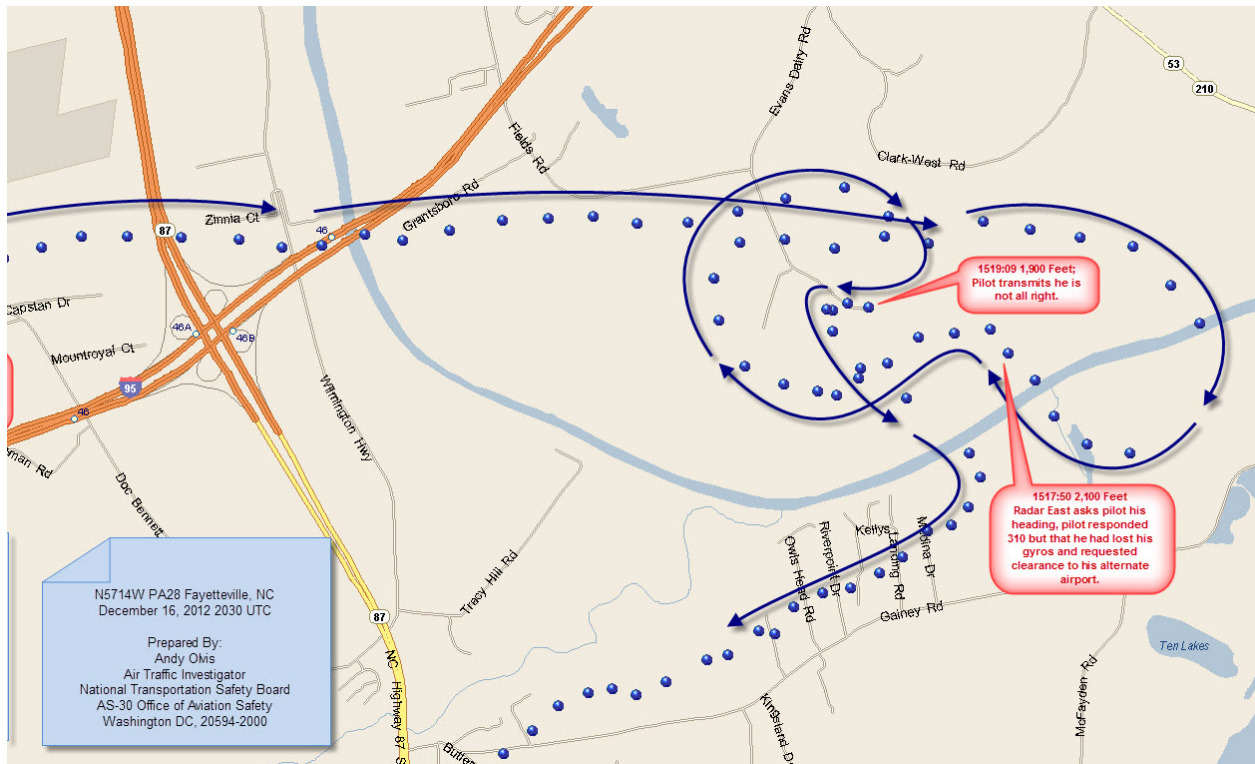 53
210
Evans Dairy Rd
Clark-West Rd
Fields Rd
Grantsboro Rd
Zinnia Ct
46
87
1519:09 1,900 Feet;
Pilot transmits he is
not all right.
Capstan Dr
46A
46B
Mountroyal Ct
95
46
Wilmington Hwy
Doc Bennett
1517:50 2,100 Feet
Radar East asks pilot his
heading, pilot responded
310 but that he had lost his
gyros and requested
clearance to his alternate
airport.
Owls Head Rd
Riverpoint Dr
Kellys Landing Rd
Medina Dr
Gainey Rd
Tracy Hill Rd
87
NC Highway 87 S
N5714W PA28 Fayetteville, NC
December 16, 2012 2030 UTC
Prepared By:
Andy Olvis
Air Traffic Investigator
National Transportation Safety Board
AS-30 Office of Aviation Safety
Washington DC, 20594-2000
Ten Lakes
McFayden Rd
Kingsland D
Butler